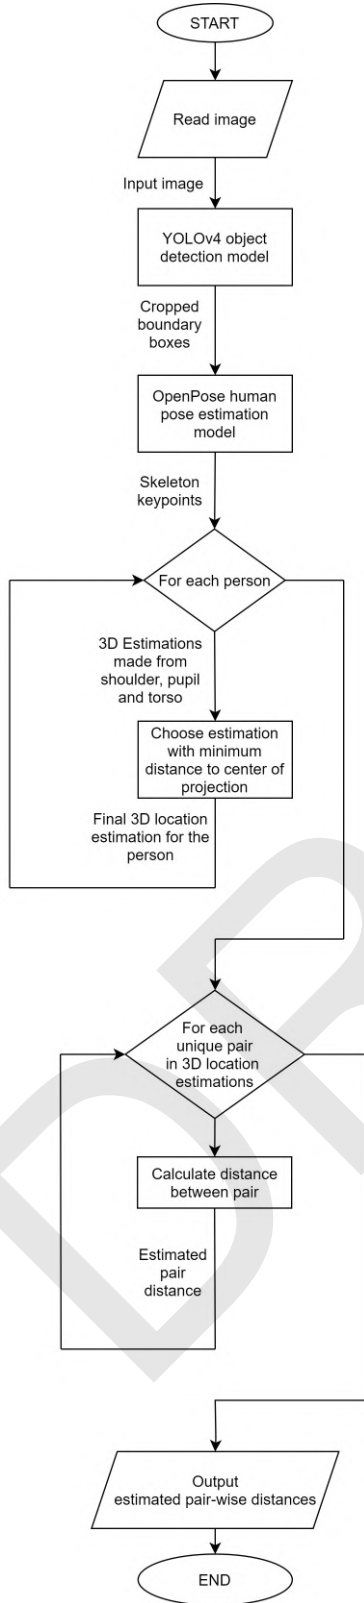 START
Read image
Input image
YOLOv4 object
detection model
Cropped
boundary
boxes
OpenPose human
pose estimation
model
Skeleton
keypoints
For each person
3D Estimations
made from
shoulder, pupil
and torso
Choose estimation
with minimum
distance to center of
projection
Final 3D location
estimation for the
person
For each
unique pair
in 3D location
estimations
Calculate distance
between pair
Estimated
pair
distance
Output
estimated pair-wise distances
END